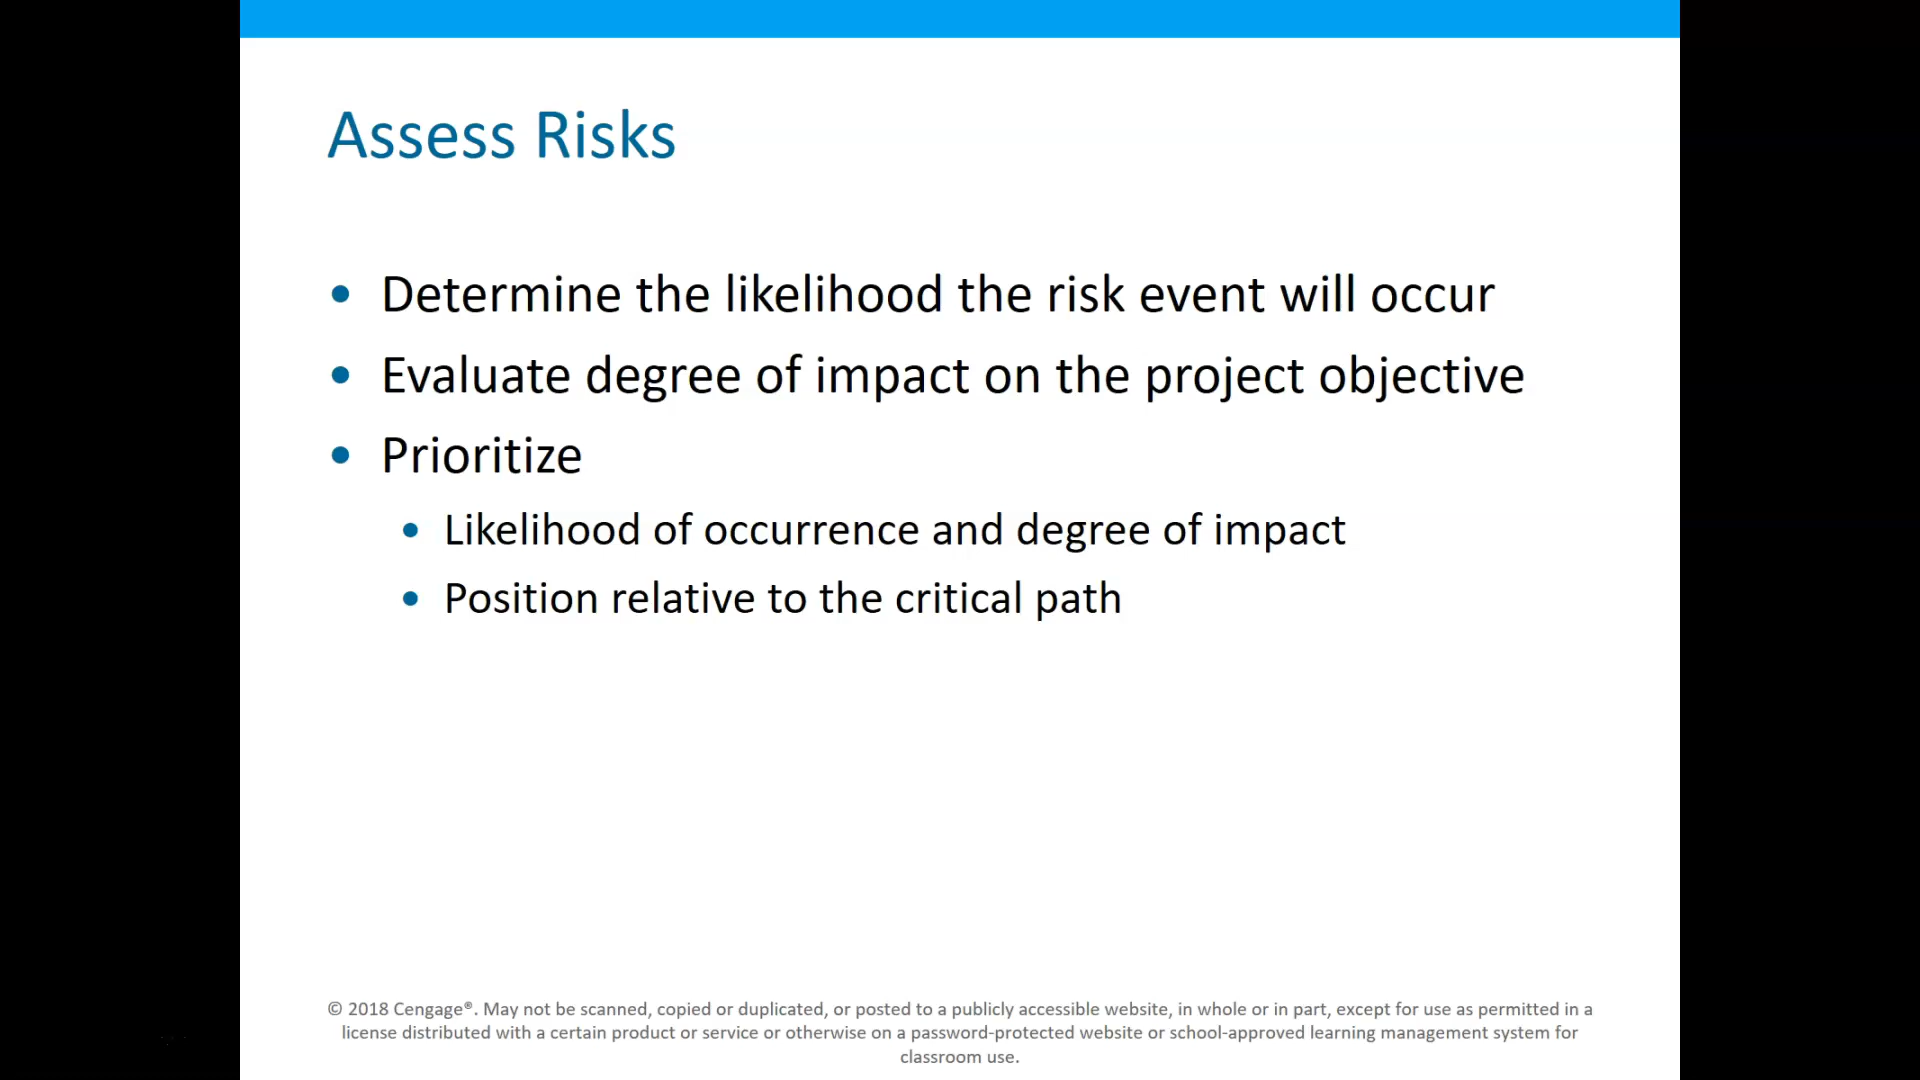 Assess Risks
• Determine the likelihood the risk event will occur
• Evaluate degree of impact on the project objective
• Prioritize
• Likelihood of occurrence and degree of impact
• Position relative to the critical path
© 2018 Cengage®. May not be scanned, copied or duplicated, or posted to a publicly accessible website, in whole or in part, except for use as permitted in a
license distributed with a certain product or service or otherwise on a password-protected website or school-approved learning management system for
classroom use.